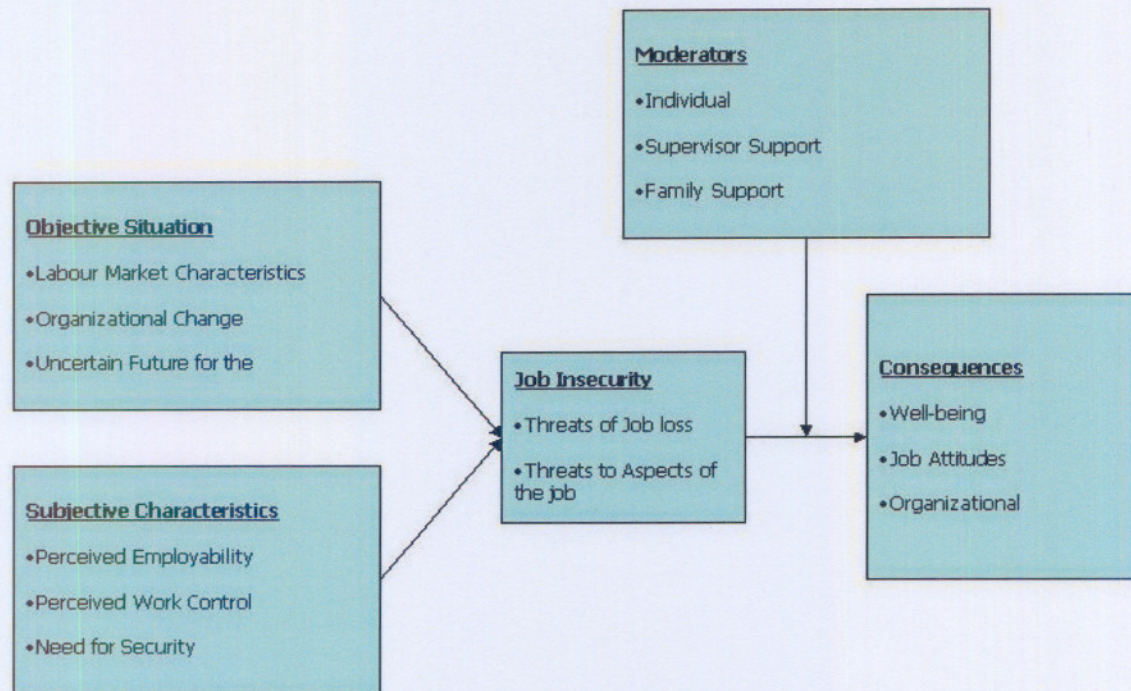 Moderators
•Individual
•Supervisor Support
•Family Support
Objective Situation
•Labour Market Characteristics
•Organizational Change
•Uncertain Future for the
Job Insecurity
•Threats of Job loss
•Threats to Aspects of
the job
Consequences
•Well-being
•Job Attitudes
•Organizational
Subjective Characteristics
•Perceived Employability
•Perceived Work Control
•Need for Security